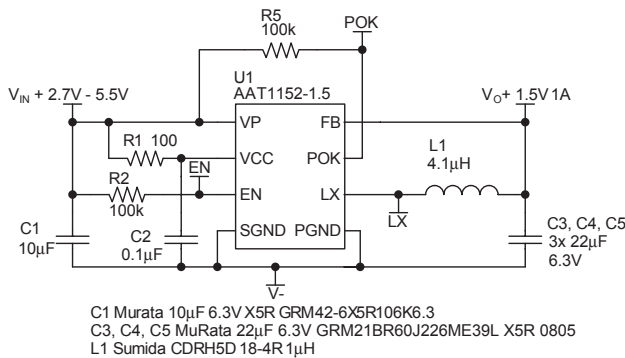 R5
100k
POK
U1
AAT1152-1.5
VIN + 2.7V - 5.5V
VO+ 1.5V 1A
VP
FB
R1 100
VCC
POK
L1
4.1μH
EN
R2
100k
EN
LX
LX
C1
10μF
C2
0.1μF
SGND
PGND
C3, C4, C5
3x 22μF
6.3V
V-
C1 Murata 10μF 6.3V X5R GRM42-6X5R106K6.3
C3, C4, C5 MuRata 22μF 6.3V GRM21BR60J226ME39L X5R 0805
L1 Sumida CDRH5D18-4R1μH